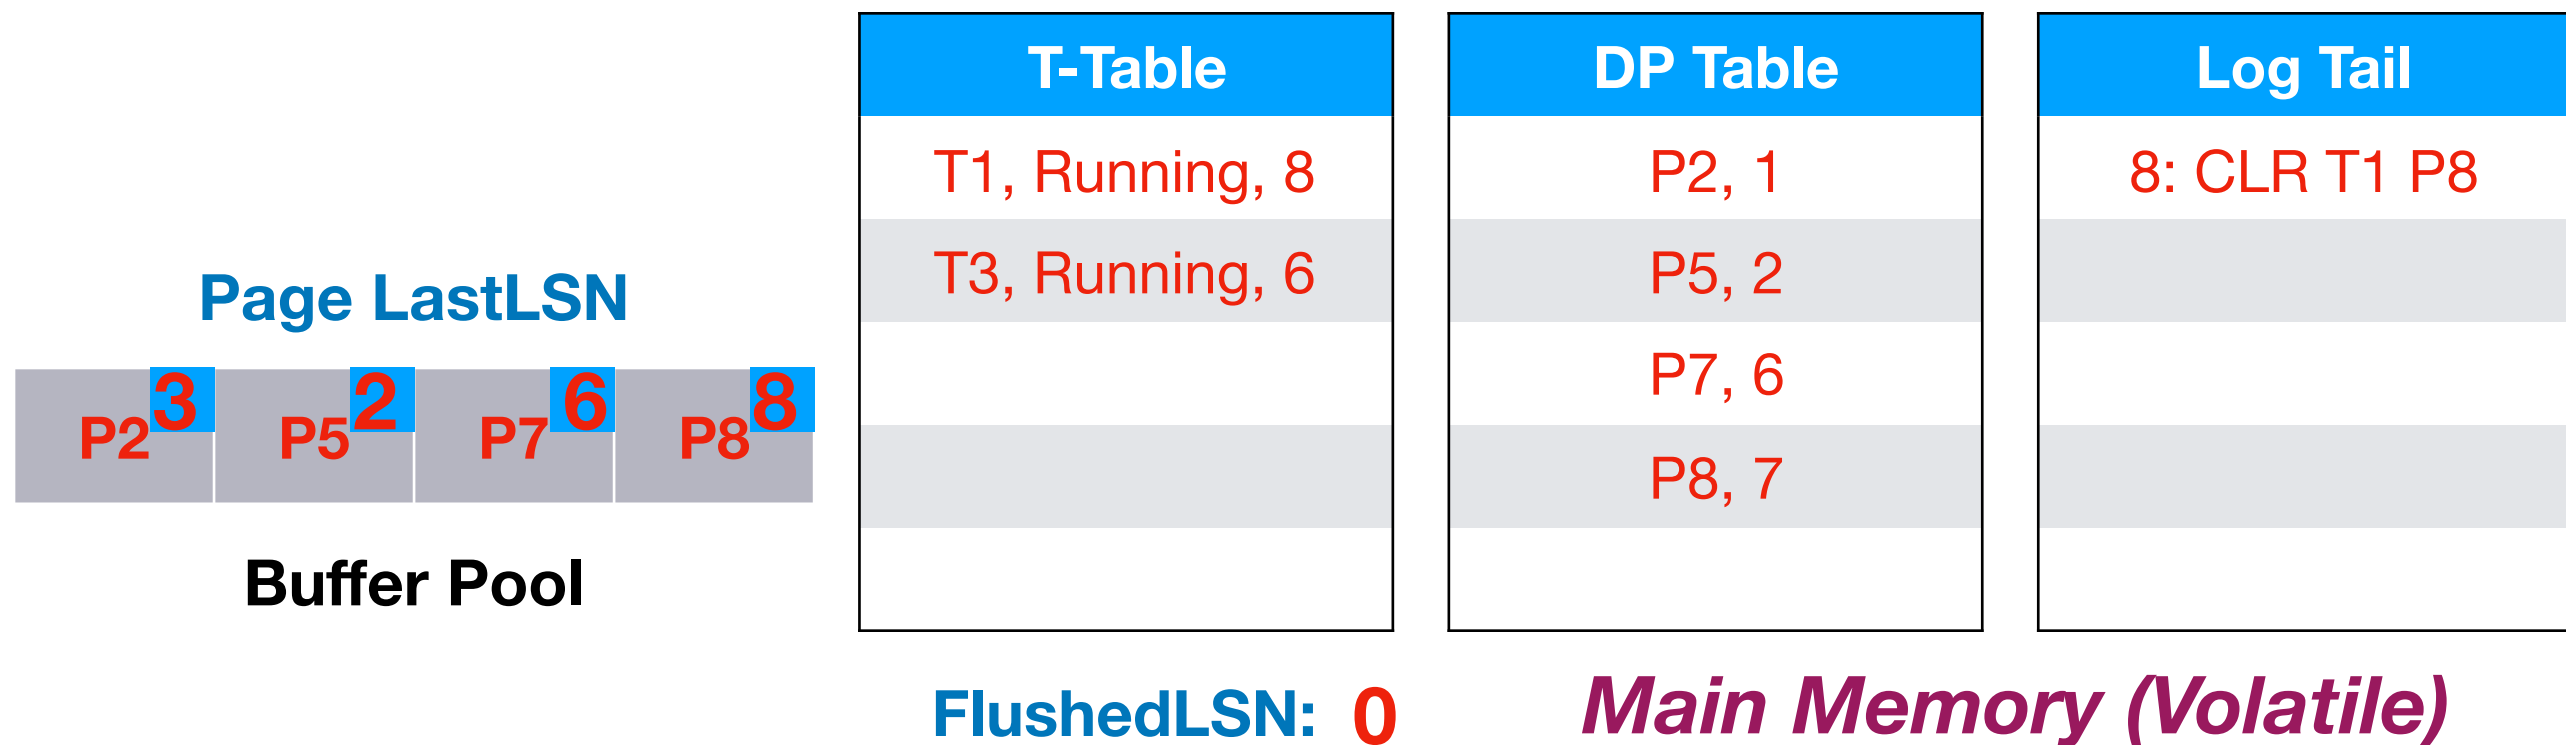 T-Table
T1, Running, 8
T3, Running, 6
DP Table
P2, 1
P5, 2
P7, 6
P8, 7
Log Tail
8: CLR T1 P8
Page LastLSN
P2 3 P5 2 P7 6 P8 8
Buffer Pool
FlushedLSN: 0
Main Memory (Volatile)